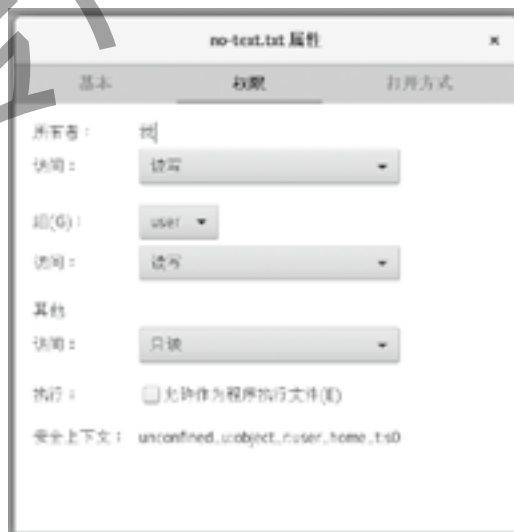 no-text.txt 属性
基本 权限 打开方式
所有者： 我
访问： 读写
组(G)： user
访问： 读写
其他
访问： 只读
执行： 允许作为程序执行文件(E)
安全上下文： unconfined_u:object_r:user_home_t:s0